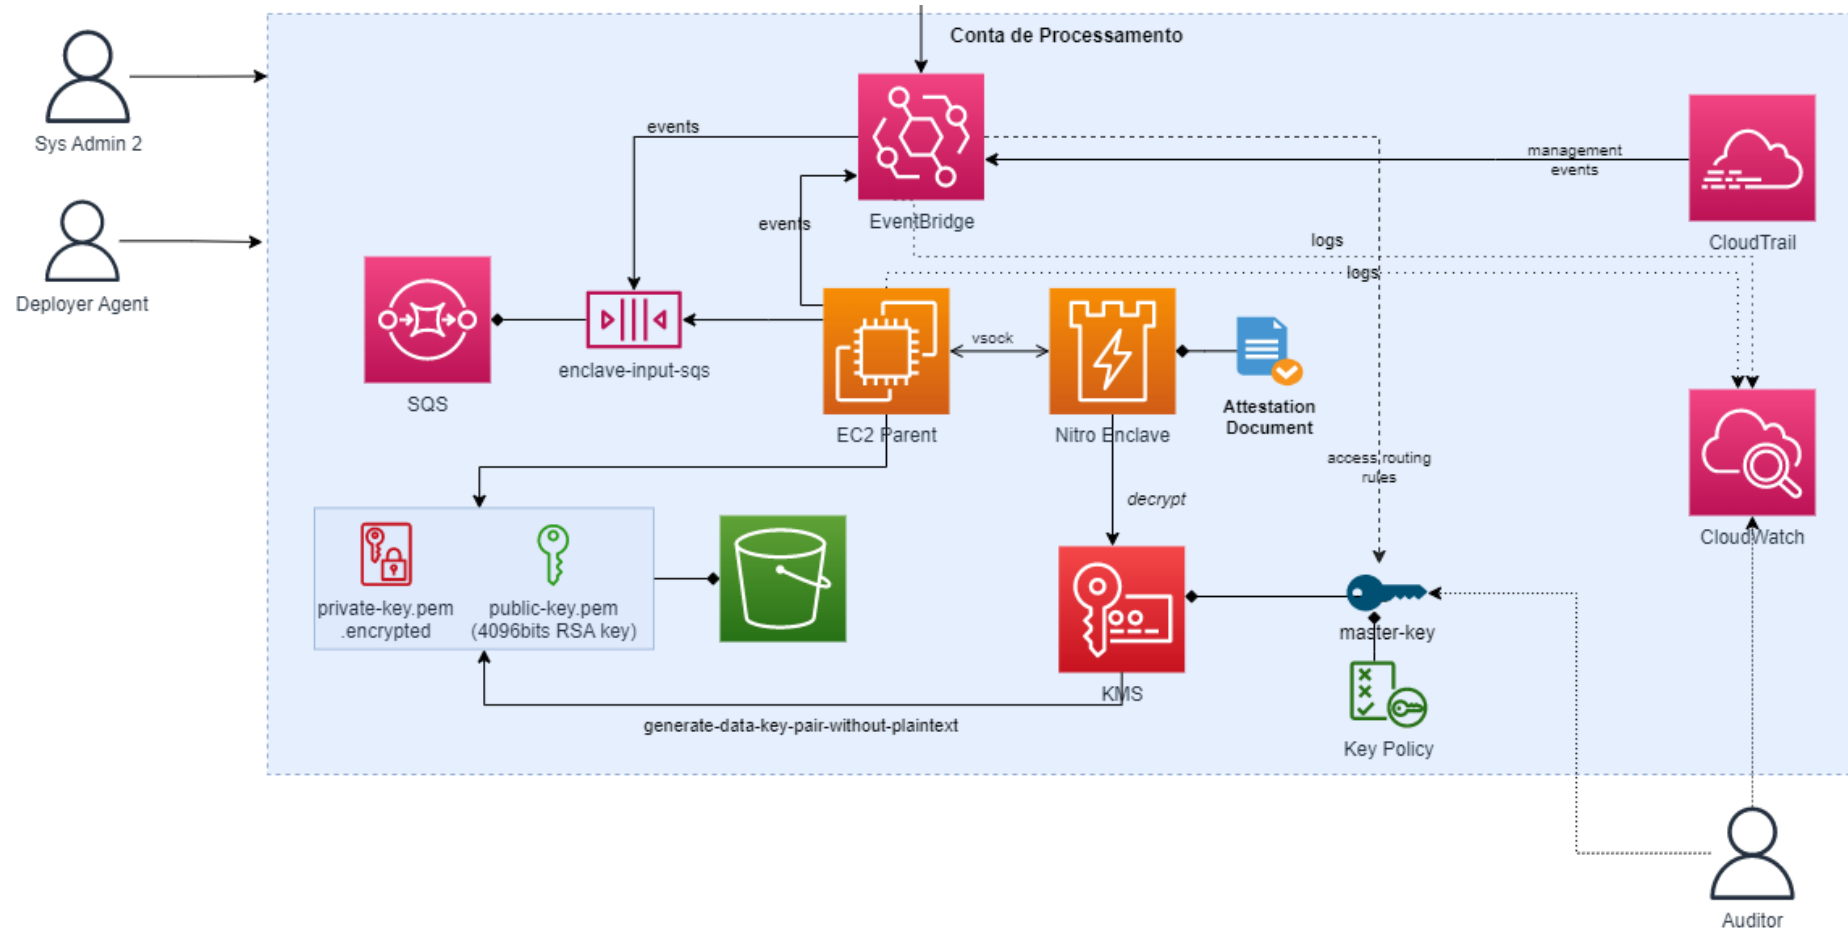 Conta de Processamento
Sys Admin 2
events
management
events
EventBridge
events
logs
CloudTrail
logs
Deployer Agent
vsock
enclave-input-sqs
SQS
EC2 Parent
Nitro Enclave
Attestation
Document
access routing
rules
decrypt
CloudWatch
private-key.pem
.encrypted
public-key.pem
(4096bits RSA key)
master-key
KMS
generate-data-key-pair-without-plaintext
Key Policy
Auditor